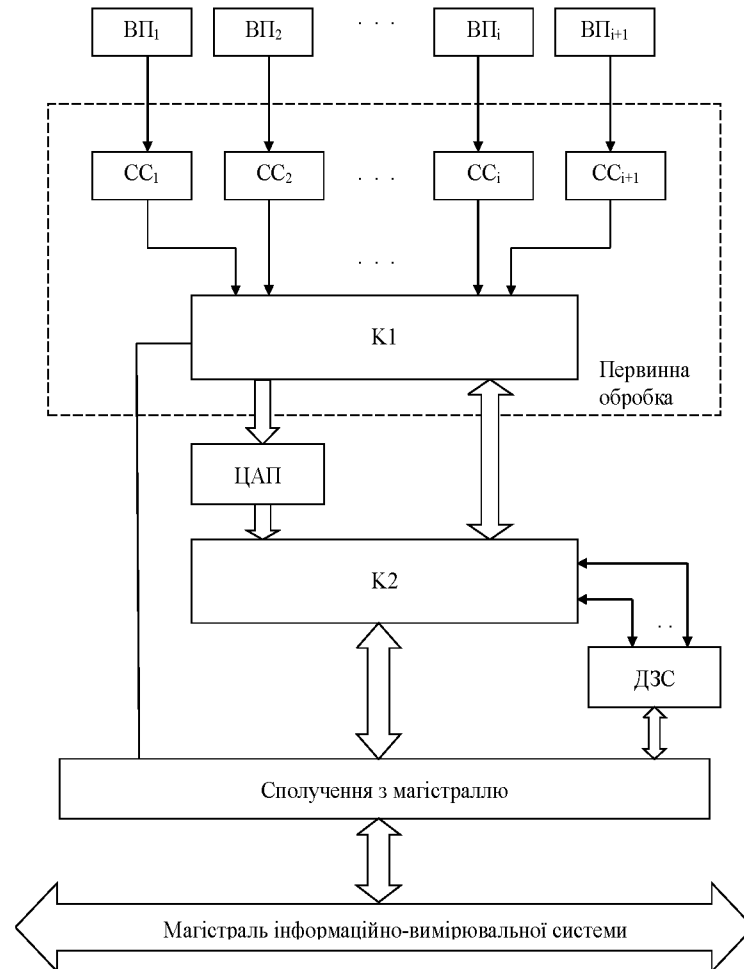 ВП₁ ВП₂ . . . ВПᵢ ВПᵢ₊₁
СС₁ СС₂ . . . ССᵢ ССᵢ₊₁
. . .
К1
Первинна
обробка
ЦАП
К2
. .
ДЗС
Сполучення з магістраллю
Магістраль інформаційно-вимірювальної системи